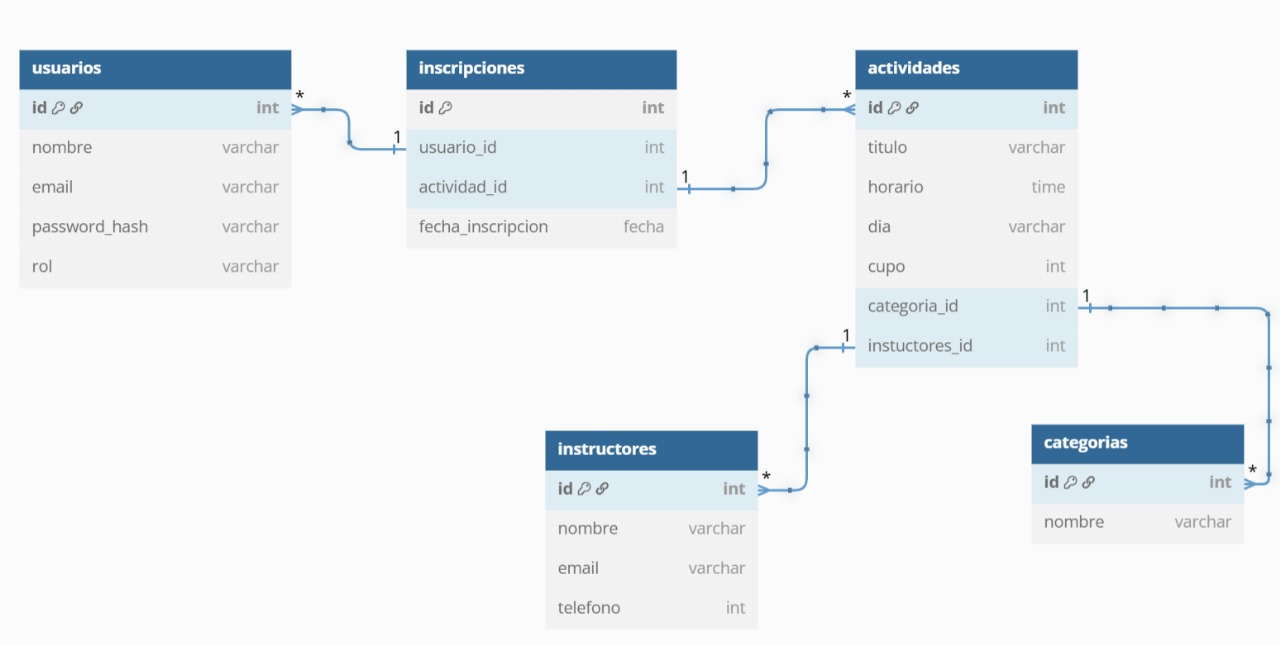 usuarios
id int
nombre varchar
email varchar
password_hash varchar
rol varchar
*
1
inscripciones
id int
usuario_id int
actividad_id int
fecha_inscripcion fecha
1
*
actividades
id int
titulo varchar
horario time
dia varchar
cupo int
categoria_id int
instuctores_id int
1
1
instructores
id int
nombre varchar
email varchar
telefono int
*
categorias
id int
nombre varchar
*